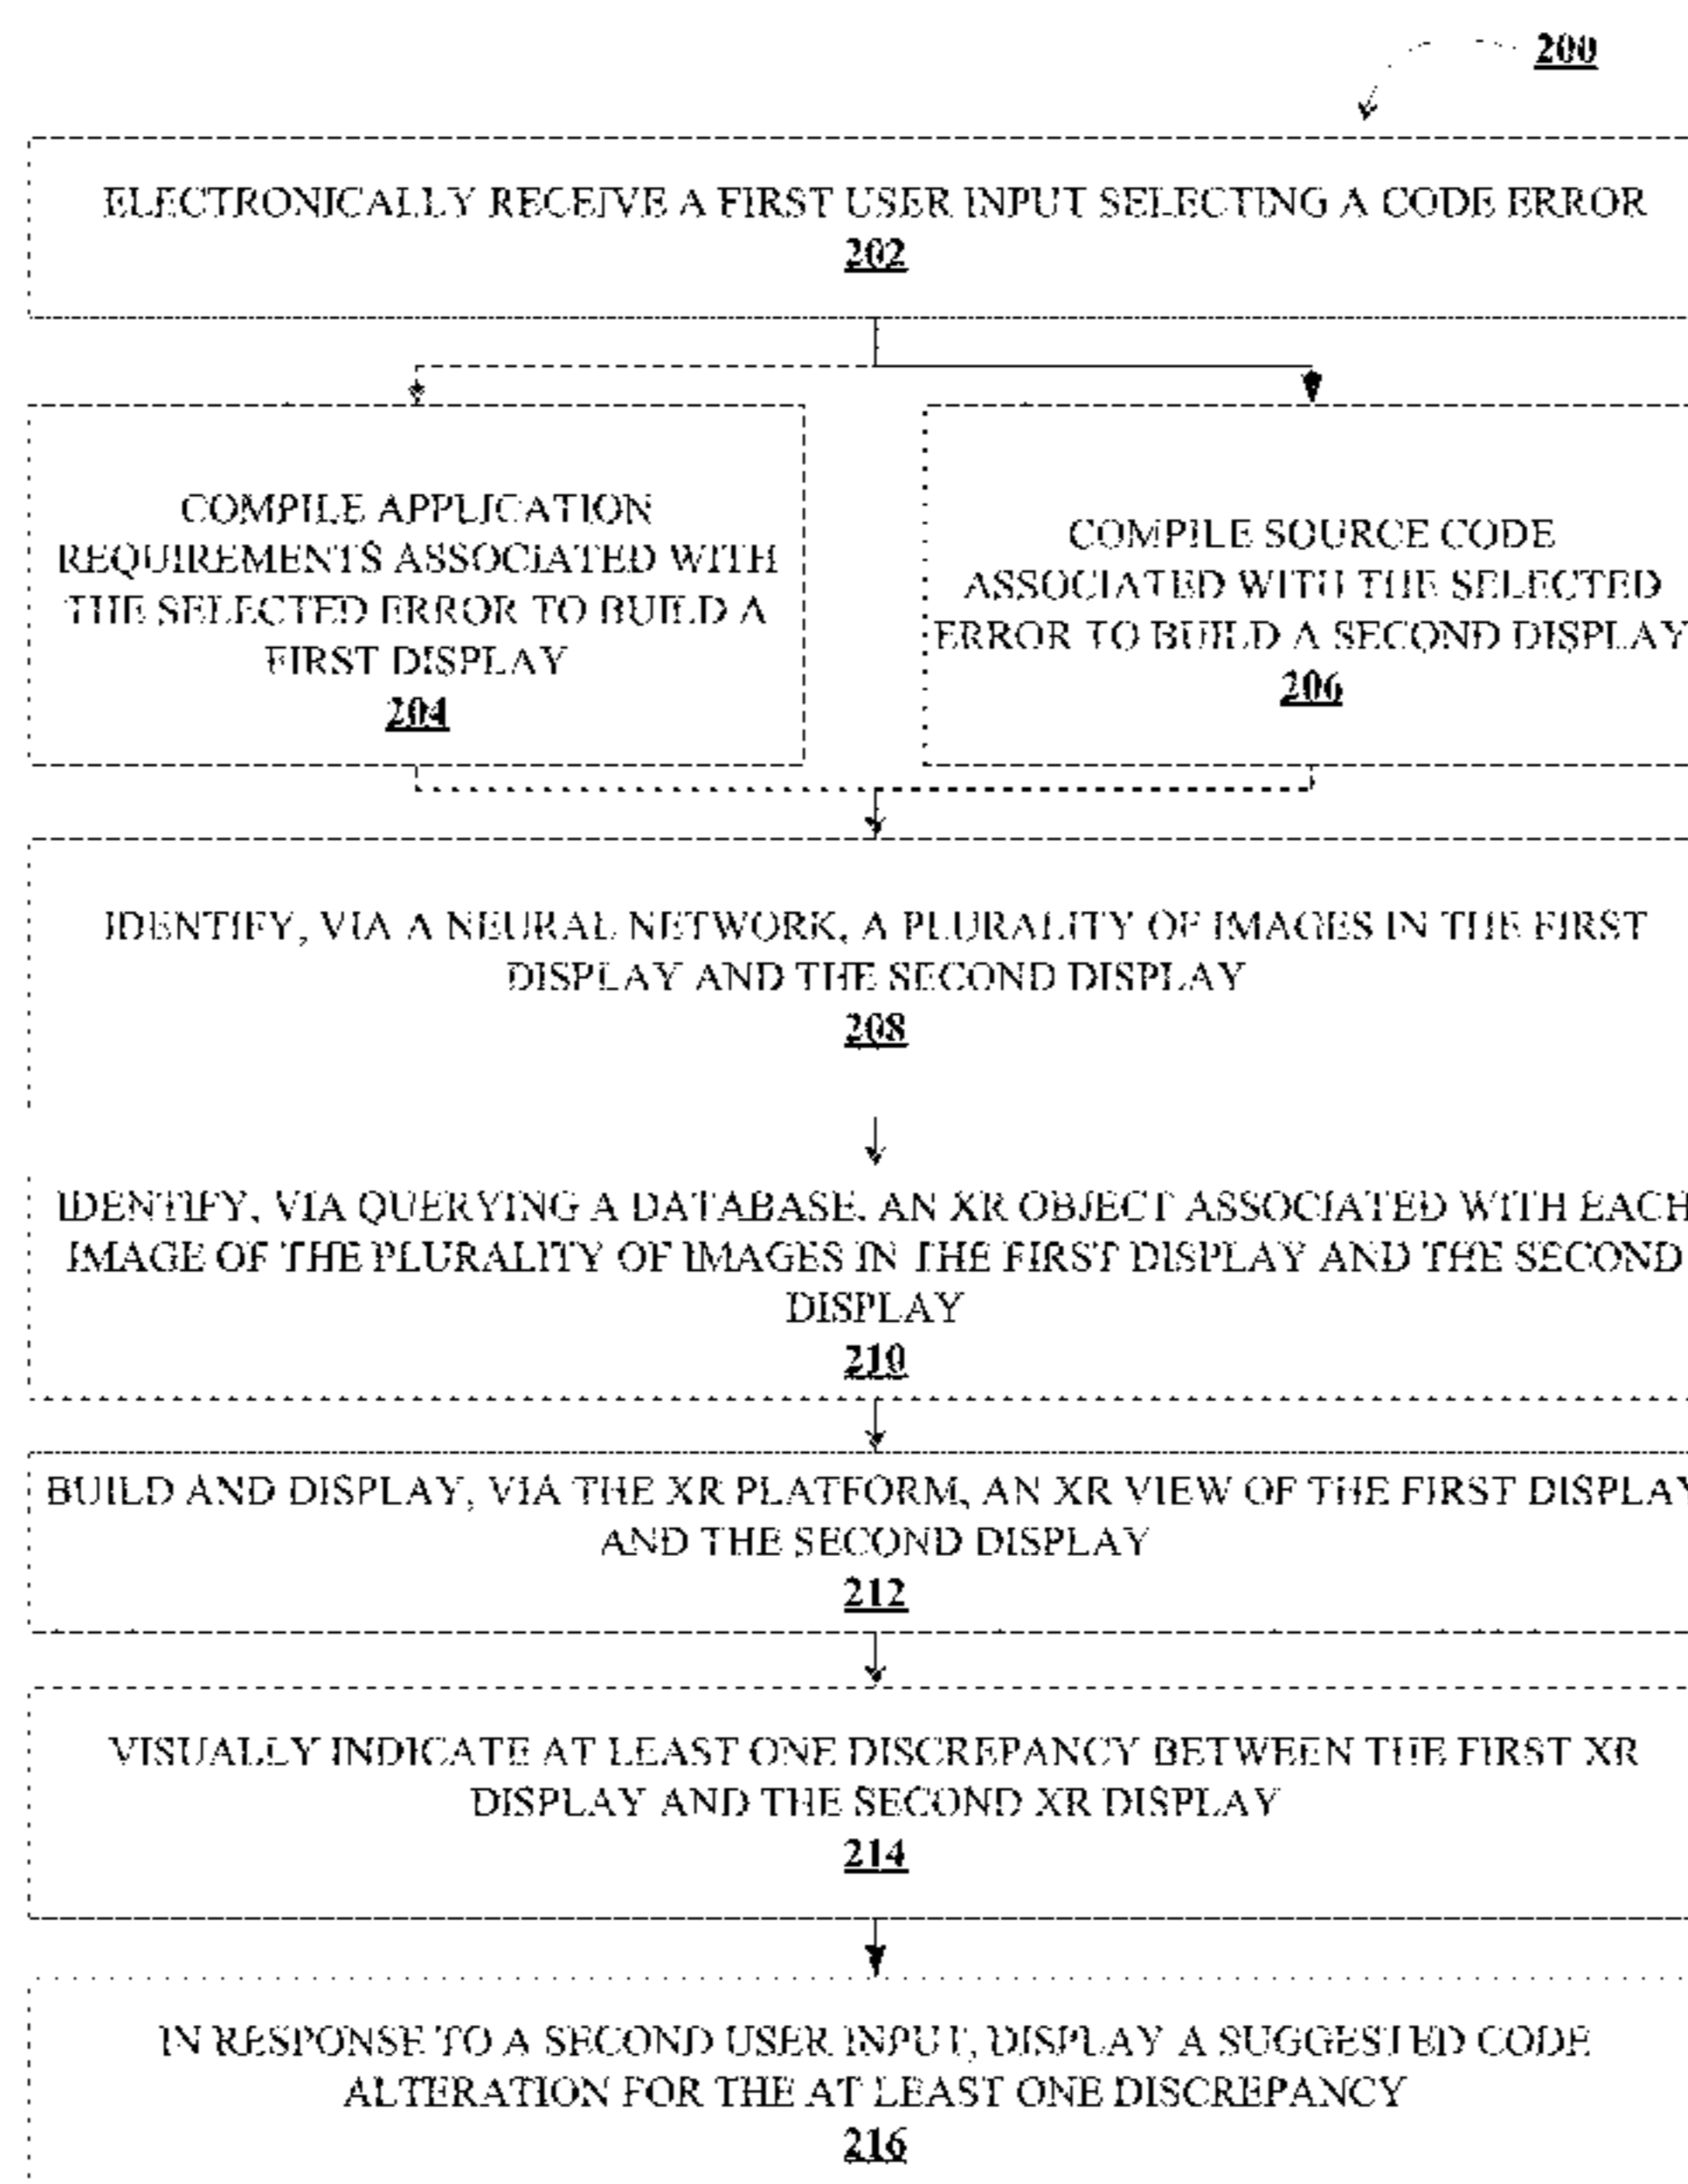 200
ELECTRONICALLY RECEIVE A FIRST USER INPUT SELECTING A CODE ERROR
202
COMPILE APPLICATION
REQUIREMENTS ASSOCIATED WITH
THE SELECTED ERROR TO BUILD A
FIRST DISPLAY
204
COMPILE SOURCE CODE
ASSOCIATED WITH THE SELECTED
ERROR TO BUILD A SECOND DISPLAY
206
IDENTIFY, VIA A NEURAL NETWORK, A PLURALITY OF IMAGES IN THE FIRST
DISPLAY AND THE SECOND DISPLAY
208
IDENTIFY, VIA QUERYING A DATABASE, AN XR OBJECT ASSOCIATED WITH EACH
IMAGE OF THE PLURALITY OF IMAGES IN THE FIRST DISPLAY AND THE SECOND
DISPLAY
210
BUILD AND DISPLAY, VIA THE XR PLATFORM, AN XR VIEW OF THE FIRST DISPLAY
AND THE SECOND DISPLAY
212
VISUALLY INDICATE AT LEAST ONE DISCREPANCY BETWEEN THE FIRST XR
DISPLAY AND THE SECOND XR DISPLAY
214
IN RESPONSE TO A SECOND USER INPUT, DISPLAY A SUGGESTED CODE
ALTERATION FOR THE AT LEAST ONE DISCREPANCY
216